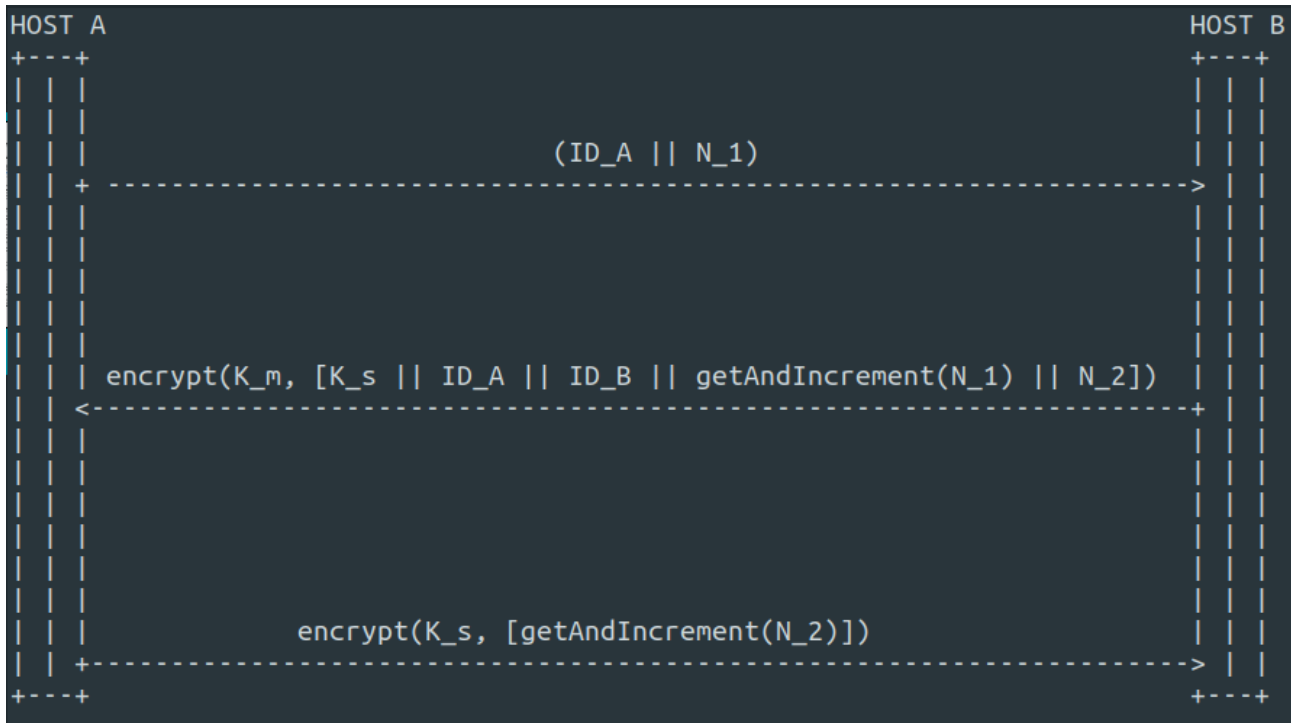 HOST A HOST B
(ID_A || N_1)
encrypt(K_m, [K_s || ID_A || ID_B || getAndIncrement(N_1) || N_2])
encrypt(K_s, [getAndIncrement(N_2)])